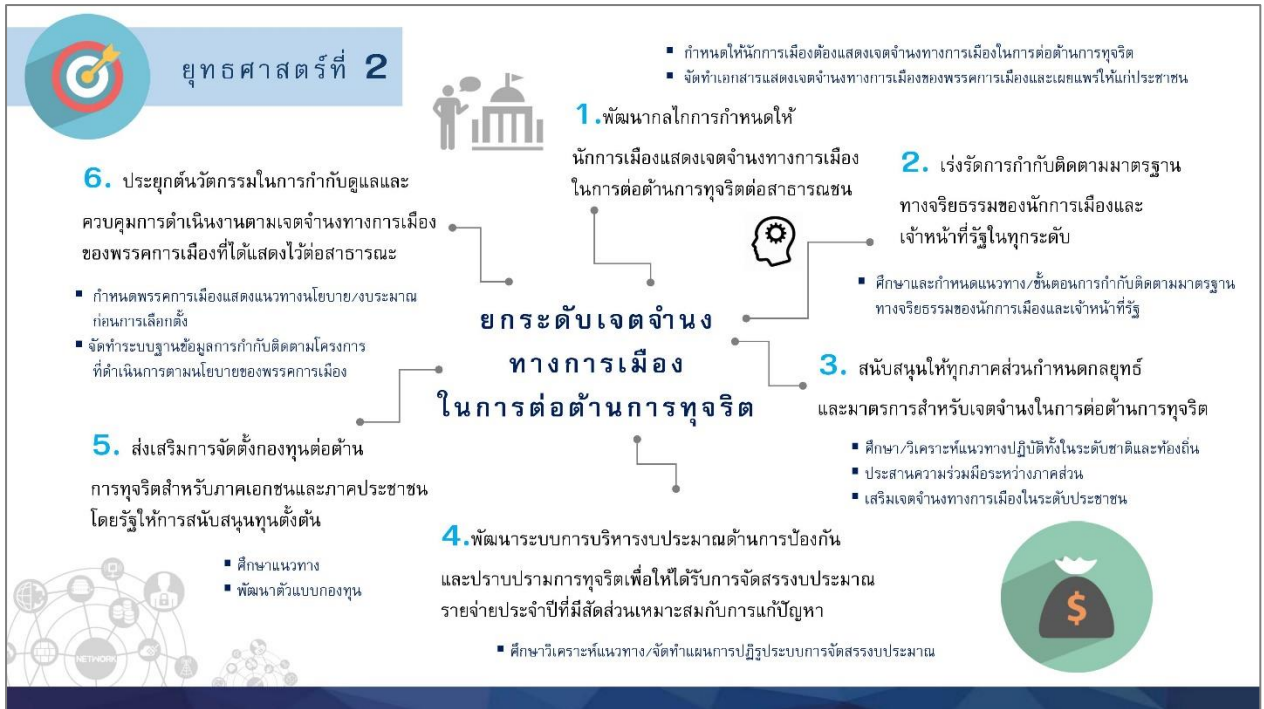 ยุทธศาสตร์ที่ 2
▪ กำหนดให้นักการเมืองต้องแสดงเจตจำนงทางการเมืองในการต่อต้านการทุจริต
▪ จัดทำเอกสารแสดงเจตจำนงทางการเมืองของพรรคการเมืองและเผยแพร่ให้แก่ประชาชน
1.พัฒนากลไกการกำหนดให้
นักการเมืองแสดงเจตจำนงทางการเมือง
ในการต่อต้านการทุจริตต่อสาธารณชน
2. เร่งรัดการกำกับติดตามมาตรฐาน
ทางจริยธรรมของนักการเมืองและ
เจ้าหน้าที่รัฐในทุกระดับ
▪ ศึกษาและกำหนดแนวทาง/ขั้นตอนการกำกับติดตามมาตรฐาน
ทางจริยธรรมของนักการเมืองและเจ้าหน้าที่รัฐ
ยกระดับเจตจำนง
ทางการเมือง
ในการต่อต้านการทุจริต
3. สนับสนุนให้ทุกภาคส่วนกำหนดกลยุทธ์
และมาตรการสำหรับเจตจำนงในการต่อต้านการทุจริต
▪ ศึกษา/วิเคราะห์แนวทางปฏิบัติทั้งในระดับชาติและท้องถิ่น
▪ ประสานความร่วมมือระหว่างภาคส่วน
▪ เสริมเจตจำนงทางการเมืองในระดับประชาชน
4.พัฒนาระบบการบริหารงบประมาณด้านการป้องกัน
และปราบปรามการทุจริตเพื่อให้ได้รับการจัดสรรงบประมาณ
รายจ่ายประจำปีที่มีสัดส่วนเหมาะสมกับการแก้ปัญหา
▪ ศึกษาวิเคราะห์แนวทาง/จัดทำแผนการปฏิรูประบบการจัดสรรงบประมาณ
5. ส่งเสริมการจัดตั้งกองทุนต่อต้าน
การทุจริตสำหรับภาคเอกชนและภาคประชาชน
โดยรัฐให้การสนับสนุนทุนตั้งต้น
▪ ศึกษาแนวทาง
▪ พัฒนาตัวแบบกองทุน
6. ประยุกต์นวัตกรรมในการกำกับดูแลและ
ควบคุมการดำเนินงานตามเจตจำนงทางการเมือง
ของพรรคการเมืองที่ได้แสดงไว้ต่อสาธารณะ
▪ กำหนดพรรคการเมืองแสดงแนวทางนโยบาย/งบประมาณ
ก่อนการเลือกตั้ง
▪ จัดทำระบบฐานข้อมูลการกำกับติดตามโครงการ
ที่ดำเนินการตามนโยบายของพรรคการเมือง
NETWORK
$